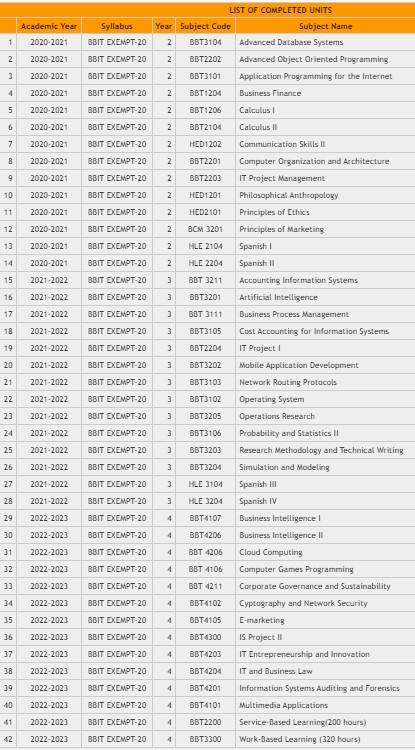 LIST OF COMPLETED UNITS
Academic Year Syllabus Year Subject Code Subject Name
1 2020-2021 BBIT EXEMPT-20 2 BBT3104 Advanced Database Systems
2 2020-2021 BBIT EXEMPT-20 2 BBT2202 Advanced Object Oriented Programming
3 2020-2021 BBIT EXEMPT-20 2 BBT3101 Application Programming for the Internet
4 2020-2021 BBIT EXEMPT-20 2 BBT1204 Business Finance
5 2020-2021 BBIT EXEMPT-20 2 BBT1206 Calculus I
6 2020-2021 BBIT EXEMPT-20 2 BBT2104 Calculus II
7 2020-2021 BBIT EXEMPT-20 2 HED1202 Communication Skills II
8 2020-2021 BBIT EXEMPT-20 2 BBT2201 Computer Organization and Architecture
9 2020-2021 BBIT EXEMPT-20 2 BBT2203 IT Project Management
10 2020-2021 BBIT EXEMPT-20 2 HED1201 Philosophical Anthropology
11 2020-2021 BBIT EXEMPT-20 2 HED2101 Principles of Ethics
12 2020-2021 BBIT EXEMPT-20 2 BCM 3201 Principles of Marketing
13 2020-2021 BBIT EXEMPT-20 2 HLE 2104 Spanish I
14 2020-2021 BBIT EXEMPT-20 2 HLE 2204 Spanish II
15 2021-2022 BBIT EXEMPT-20 3 BBT 3211 Accounting Information Systems
16 2021-2022 BBIT EXEMPT-20 3 BBT3201 Artificial Intelligence
17 2021-2022 BBIT EXEMPT-20 3 BBT 3111 Business Process Management
18 2021-2022 BBIT EXEMPT-20 3 BBT3105 Cost Accounting for Information Systems
19 2021-2022 BBIT EXEMPT-20 3 BBT2204 IT Project I
20 2021-2022 BBIT EXEMPT-20 3 BBT3202 Mobile Application Development
21 2021-2022 BBIT EXEMPT-20 3 BBT3103 Network Routing Protocols
22 2021-2022 BBIT EXEMPT-20 3 BBT3102 Operating System
23 2021-2022 BBIT EXEMPT-20 3 BBT3205 Operations Research
24 2021-2022 BBIT EXEMPT-20 3 BBT3106 Probability and Statistics II
25 2021-2022 BBIT EXEMPT-20 3 BBT3203 Research Methodology and Technical Writing
26 2021-2022 BBIT EXEMPT-20 3 BBT3204 Simulation and Modeling
27 2021-2022 BBIT EXEMPT-20 3 HLE 3104 Spanish III
28 2021-2022 BBIT EXEMPT-20 3 HLE 3204 Spanish IV
29 2022-2023 BBIT EXEMPT-20 4 BBT4107 Business Intelligence I
30 2022-2023 BBIT EXEMPT-20 4 BBT4206 Business Intelligence II
31 2022-2023 BBIT EXEMPT-20 4 BBT 4206 Cloud Computing
32 2022-2023 BBIT EXEMPT-20 4 BBT 4106 Computer Games Programming
33 2022-2023 BBIT EXEMPT-20 4 BBT 4211 Corporate Governance and Sustainability
34 2022-2023 BBIT EXEMPT-20 4 BBT4102 Cyptography and Network Security
35 2022-2023 BBIT EXEMPT-20 4 BBT4105 E-marketing
36 2022-2023 BBIT EXEMPT-20 4 BBT4300 IS Project II
37 2022-2023 BBIT EXEMPT-20 4 BBT4203 IT Entrepreneurship and Innovation
38 2022-2023 BBIT EXEMPT-20 4 BBT4204 IT and Business Law
39 2022-2023 BBIT EXEMPT-20 4 BBT4201 Information Systems Auditing and Forensics
40 2022-2023 BBIT EXEMPT-20 4 BBT4101 Multimedia Applications
41 2022-2023 BBIT EXEMPT-20 4 BBT2200 Service-Based Learning(200 hours)
42 2022-2023 BBIT EXEMPT-20 4 BBT3300 Work-Based Learning (320 hours)